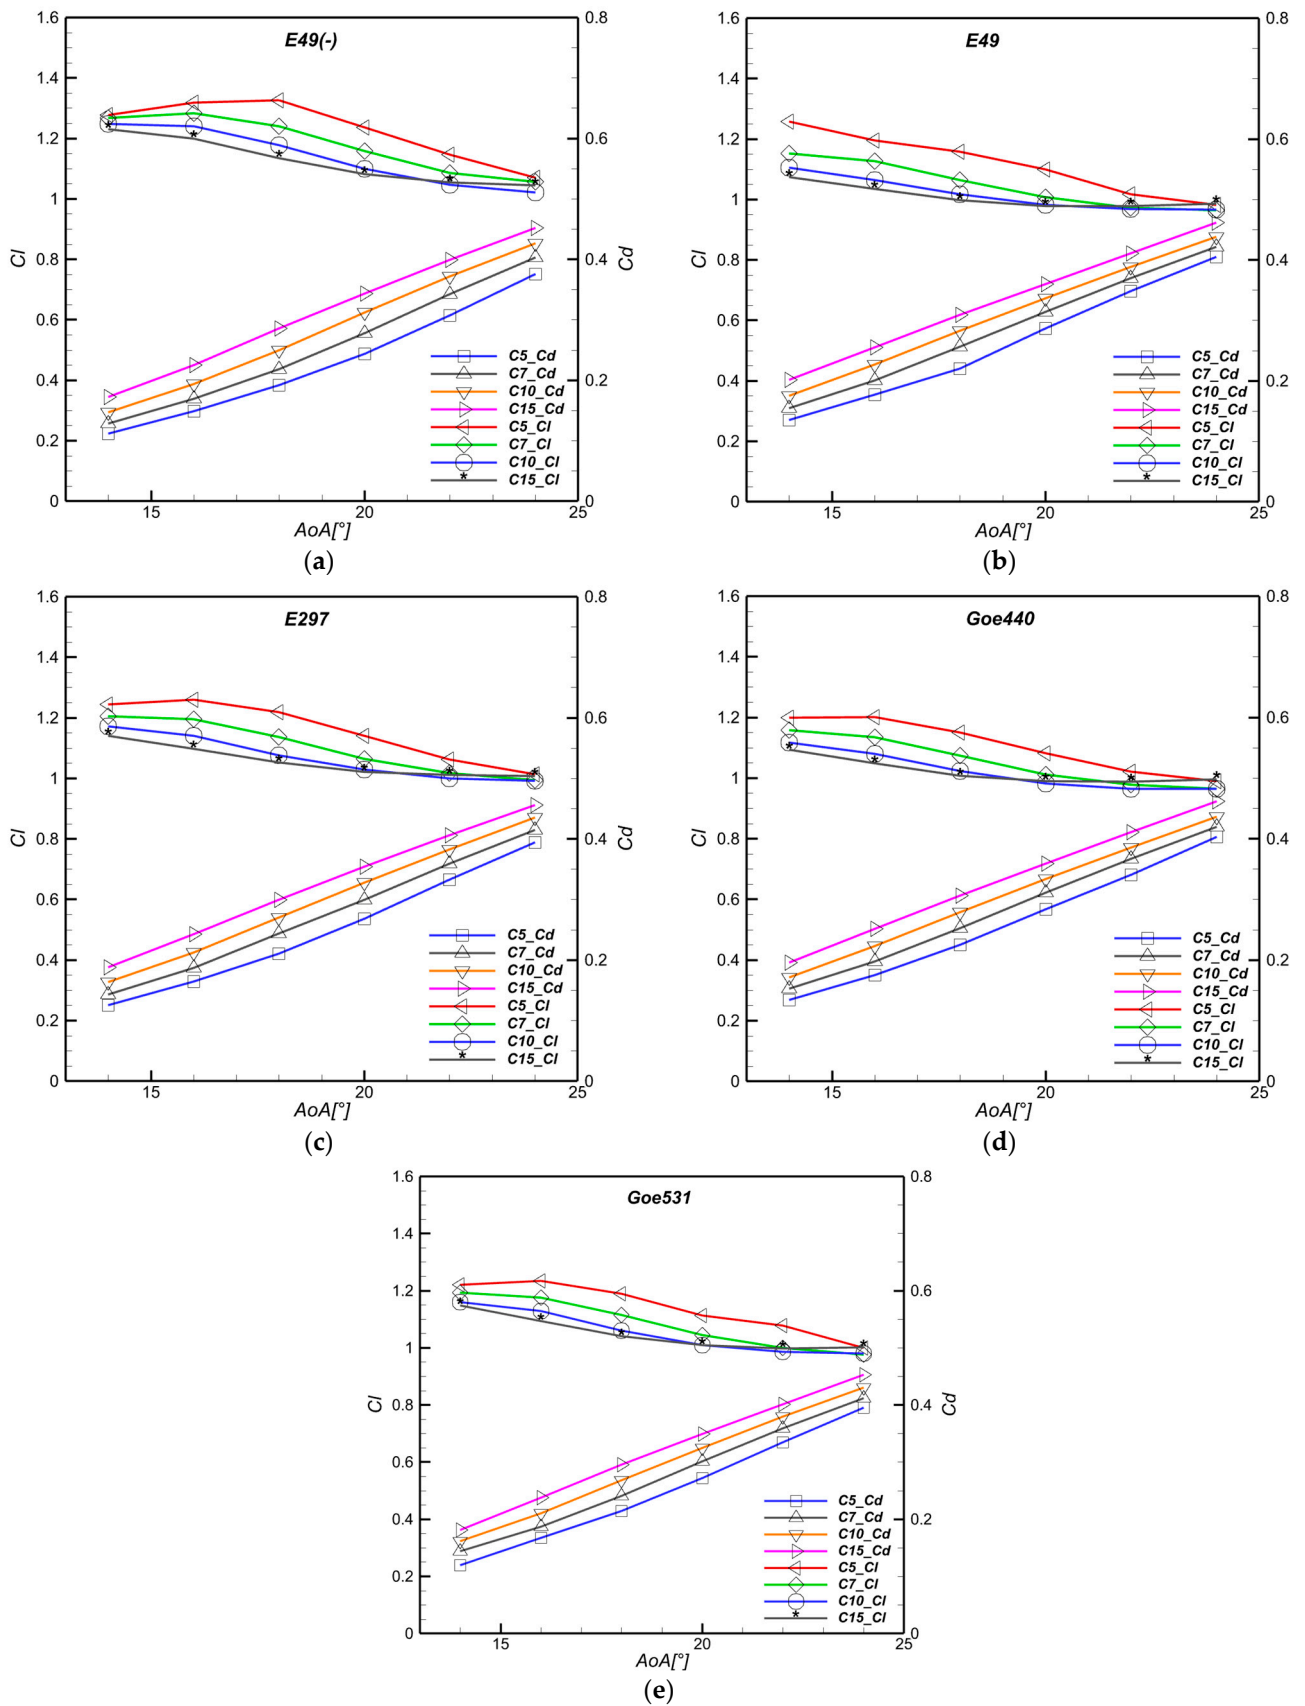 E49(-)
1.6
1.4
1.2
1
0.8
0.6
0.4
0.2
0
Cl
0.8
0.6
0.4
0.2
0
Cd
15
20
25
AoA[°]
C5_Cd
C7_Cd
C10_Cd
C15_Cd
C5_Cl
C7_Cl
C10_Cl
C15_Cl
(a)
E49
1.6
1.4
1.2
1
0.8
0.6
0.4
0.2
0
Cl
0.8
0.6
0.4
0.2
0
15
20
25
AoA[°]
C5_Cd
C7_Cd
C10_Cd
C15_Cd
C5_Cl
C7_Cl
C10_Cl
C15_Cl
(b)
E297
1.6
1.4
1.2
1
0.8
0.6
0.4
0.2
0
Cl
0.8
0.6
0.4
0.2
0
Cd
15
20
25
AoA[°]
C5_Cd
C7_Cd
C10_Cd
C15_Cd
C5_Cl
C7_Cl
C10_Cl
C15_Cl
(c)
Goe440
1.6
1.4
1.2
1
0.8
0.6
0.4
0.2
0
Cl
0.8
0.6
0.4
0.2
0
15
20
25
AoA[°]
C5_Cd
C7_Cd
C10_Cd
C15_Cd
C5_Cl
C7_Cl
C10_Cl
C15_Cl
(d)
Goe531
1.6
1.4
1.2
1
0.8
0.6
0.4
0.2
0
Cl
0.8
0.6
0.4
0.2
0
Cd
15
20
25
AoA[°]
C5_Cd
C7_Cd
C10_Cd
C15_Cd
C5_Cl
C7_Cl
C10_Cl
C15_Cl
(e)